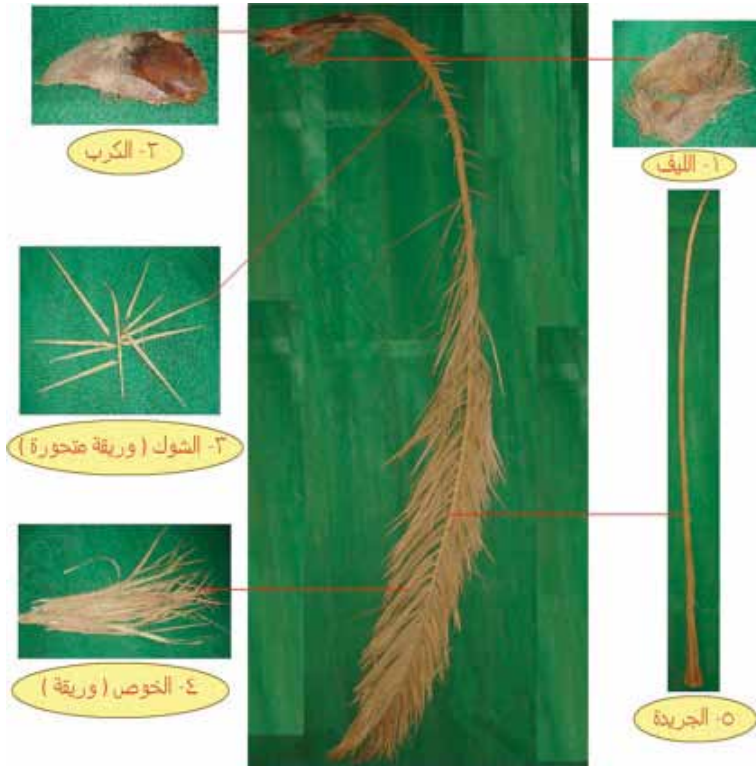 ١- الليف
٢- الكرب
٣- الشوك ( وريقة متحورة )
٤- الخوص ( وريقة )
٥- الجريدة